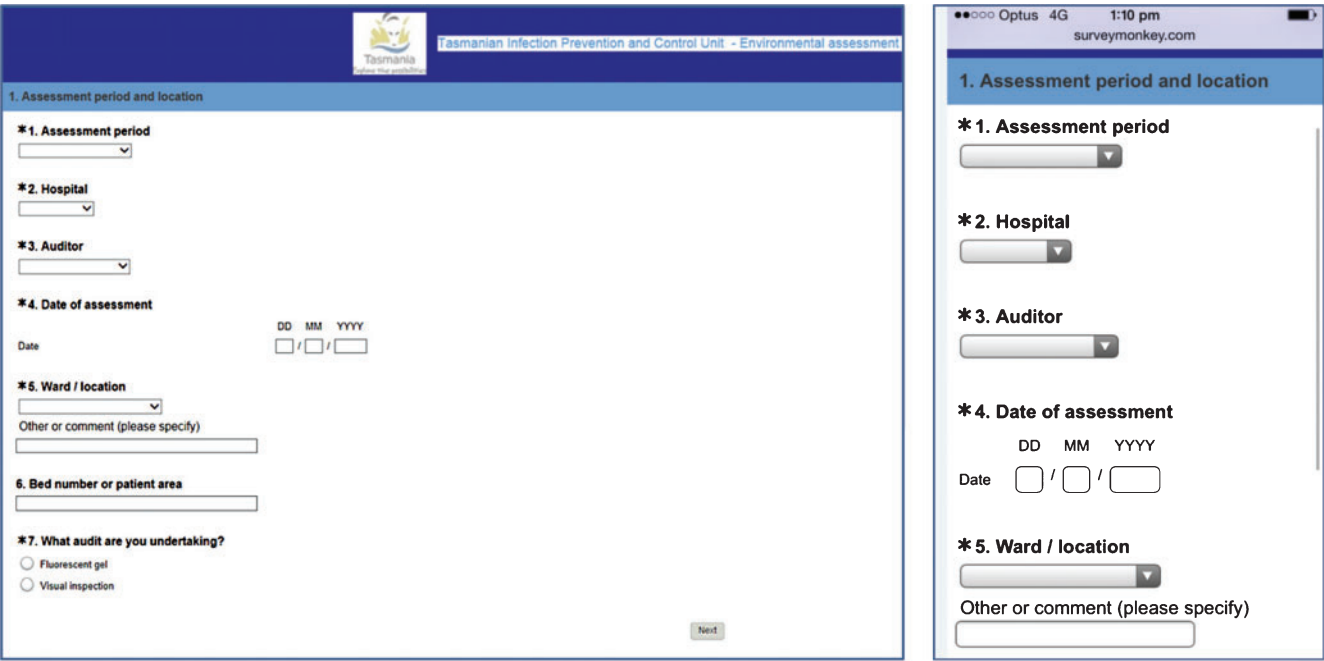 Tasmania
Explore the possibilities
Tasmanian Infection Prevention and Control Unit - Environmental assessment
1. Assessment period and location
*1. Assessment period
*2. Hospital
*3. Auditor
*4. Date of assessment
DD MM YYYY
Date / /
*5. Ward / location
Other or comment (please specify)
6. Bed number or patient area
*7. What audit are you undertaking?
Fluorescent gel
Visual inspection
Next
Optus 4G 1:10 pm
surveymonkey.com
1. Assessment period and location
*1. Assessment period
*2. Hospital
*3. Auditor
*4. Date of assessment
DD MM YYYY
Date / /
*5. Ward / location
Other or comment (please specify)